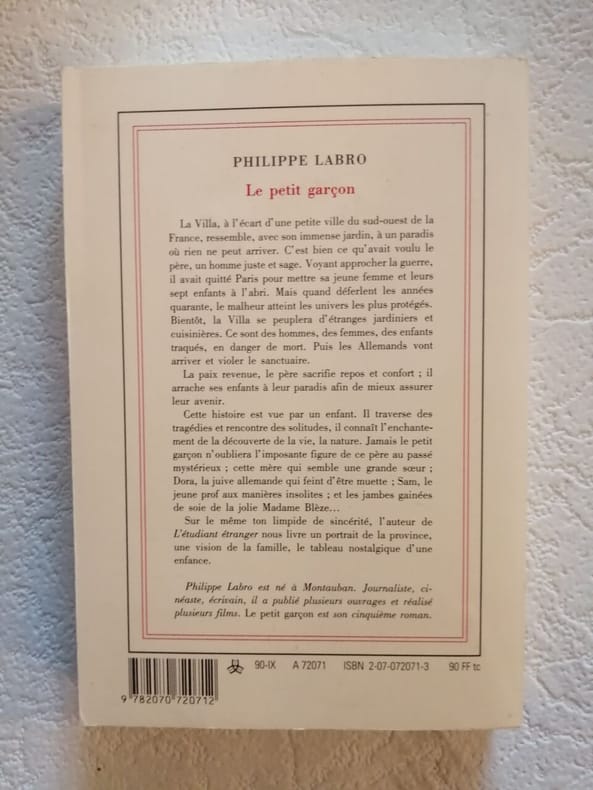 PHILIPPE LABRO
Le petit garçon
La Villa, à l'écart d'une petite ville du sud-ouest de la
France, ressemble, avec son immense jardin, à un paradis
où rien ne peut arriver. C'est bien ce qu'avait voulu le
père, un homme juste et sage. Voyant approcher la guerre,
il avait quitté Paris pour mettre sa jeune femme et leurs
sept enfants à l'abri. Mais quand déferlent les années
quarante, le malheur atteint les univers les plus protégés.
Bientôt, la Villa se peuplera d'étranges jardiniers et
cuisinières. Ce sont des hommes, des femmes, des enfants
traqués, en danger de mort. Puis les Allemands vont
arriver et violer le sanctuaire.
La paix revenue, le père sacrifie repos et confort ; il
arrache ses enfants à leur paradis afin de mieux assurer
leur avenir.
Cette histoire est vue par un enfant. Il traverse des
tragédies et rencontre des solitudes, il connaît l'enchante-
ment de la découverte de la vie, la nature. Jamais le petit
garçon n'oubliera l'imposante figure de ce père au passé
mystérieux ; cette mère qui semble une grande sœur ;
Dora, la juive allemande qui feint d'être muette ; Sam, le
jeune prof aux manières insolites ; et les jambes gainées
de soie de la jolie Madame Blèze...
Sur le même ton limpide de sincérité, l'auteur de
L'étudiant étranger nous livre un portrait de la province,
une vision de la famille, le tableau nostalgique d'une
enfance.
Philippe Labro est né à Montauban. Journaliste, ci-
néaste, écrivain, il a publié plusieurs ouvrages et réalisé
plusieurs films. Le petit garçon est son cinquième roman.
90-IX A 72071 ISBN 2-07-072071-3 90 FF tc
9 782070 720712